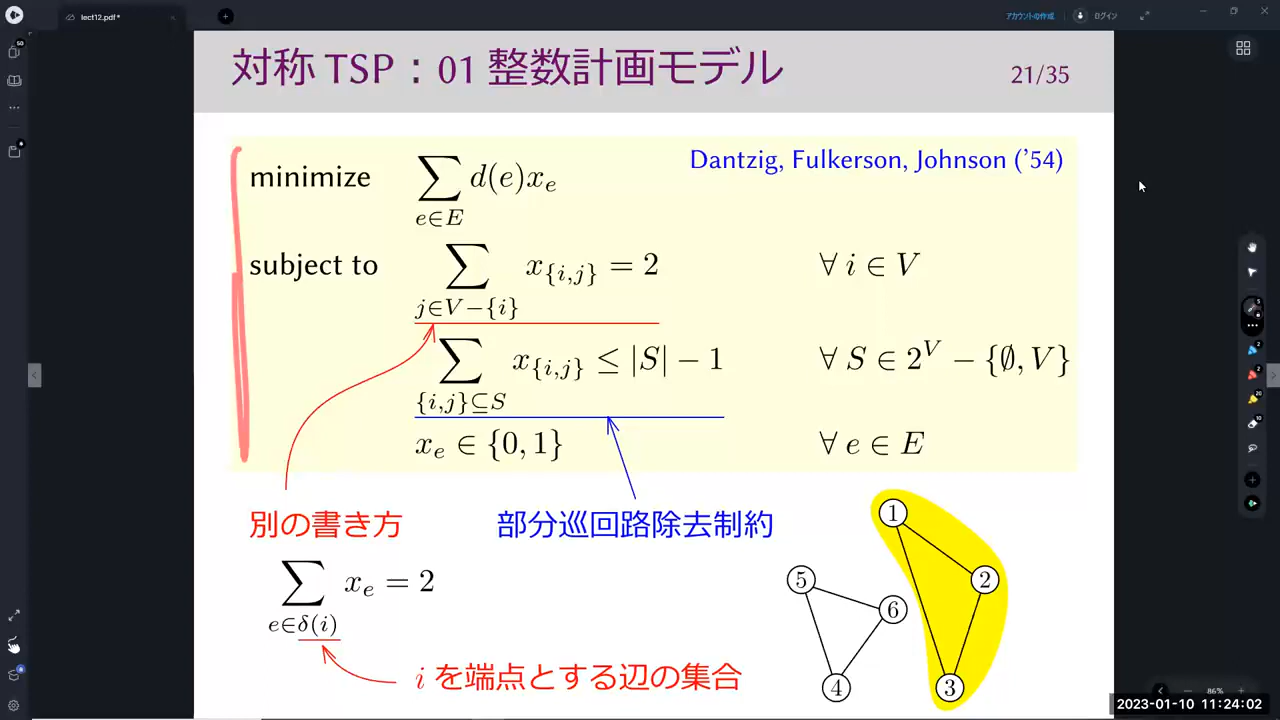 lect12.pdf*
アカウントの作成
ログイン
対称 TSP：01 整数計画モデル
21/35
Dantzig, Fulkerson, Johnson ('54)
minimize ∑_{e∈E} d(e)x_e
subject to ∑_{j∈V−{i}} x_{{i,j}} = 2 ∀ i ∈ V
∑_{{i,j}⊆S} x_{{i,j}} ≤ |S| − 1 ∀ S ∈ 2^V − {∅, V}
x_e ∈ {0, 1} ∀ e ∈ E
別の書き方
部分巡回路除去制約
∑_{e∈δ(i)} x_e = 2
i を端点とする辺の集合
1
2
3
5
6
4
86%
2023-01-10 11:24:02